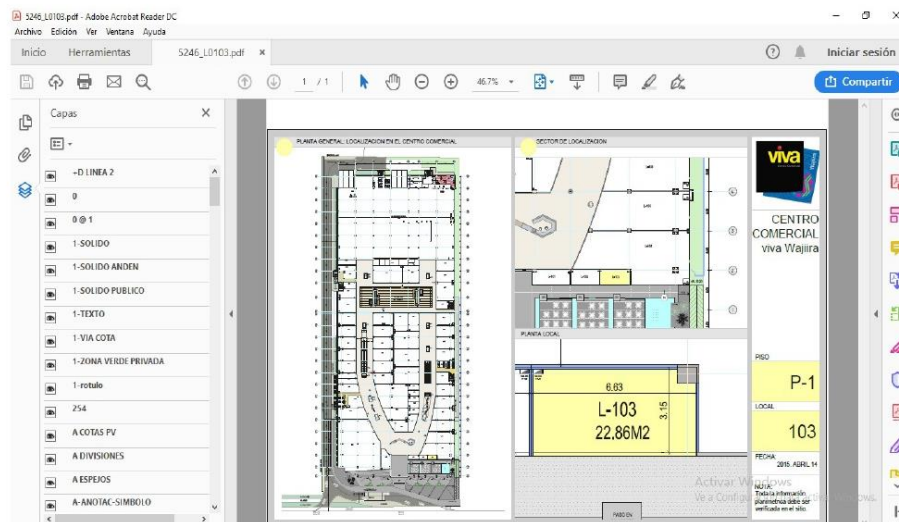 5246_L0103.pdf - Adobe Acrobat Reader DC
Archivo Edición Ver Ventana Ayuda
Inicio Herramientas 5246_L0103.pdf × Iniciar sesión
1 / 1 46.7% Compartir
Capas
+D LINEA 2
0
0 @ 1
1-SOLIDO
1-SOLIDO ANDEN
1-SOLIDO PUBLICO
1-TEXTO
1-VIA COTA
1-ZONA VERDE PRIVADA
1-rotulo
254
A COTAS PV
A DIVISIONES
A ESPEJOS
A-ANOTAC-SIMBOLO
PLANTA GENERAL: LOCALIZACION EN EL CENTRO COMERCIAL
SECTOR DE LOCALIZACION
PLANTA LOCAL
6.63
3.15
L-103
22.86M2
viva
CENTRO
COMERCIAL
viva Wajiira
PISO
P-1
LOCAL
103
FECHA:
2015. ABRIL 14
NOTA:
Toda la información
planimetrica debe ser
verificada en el sitio.
Activar Windows